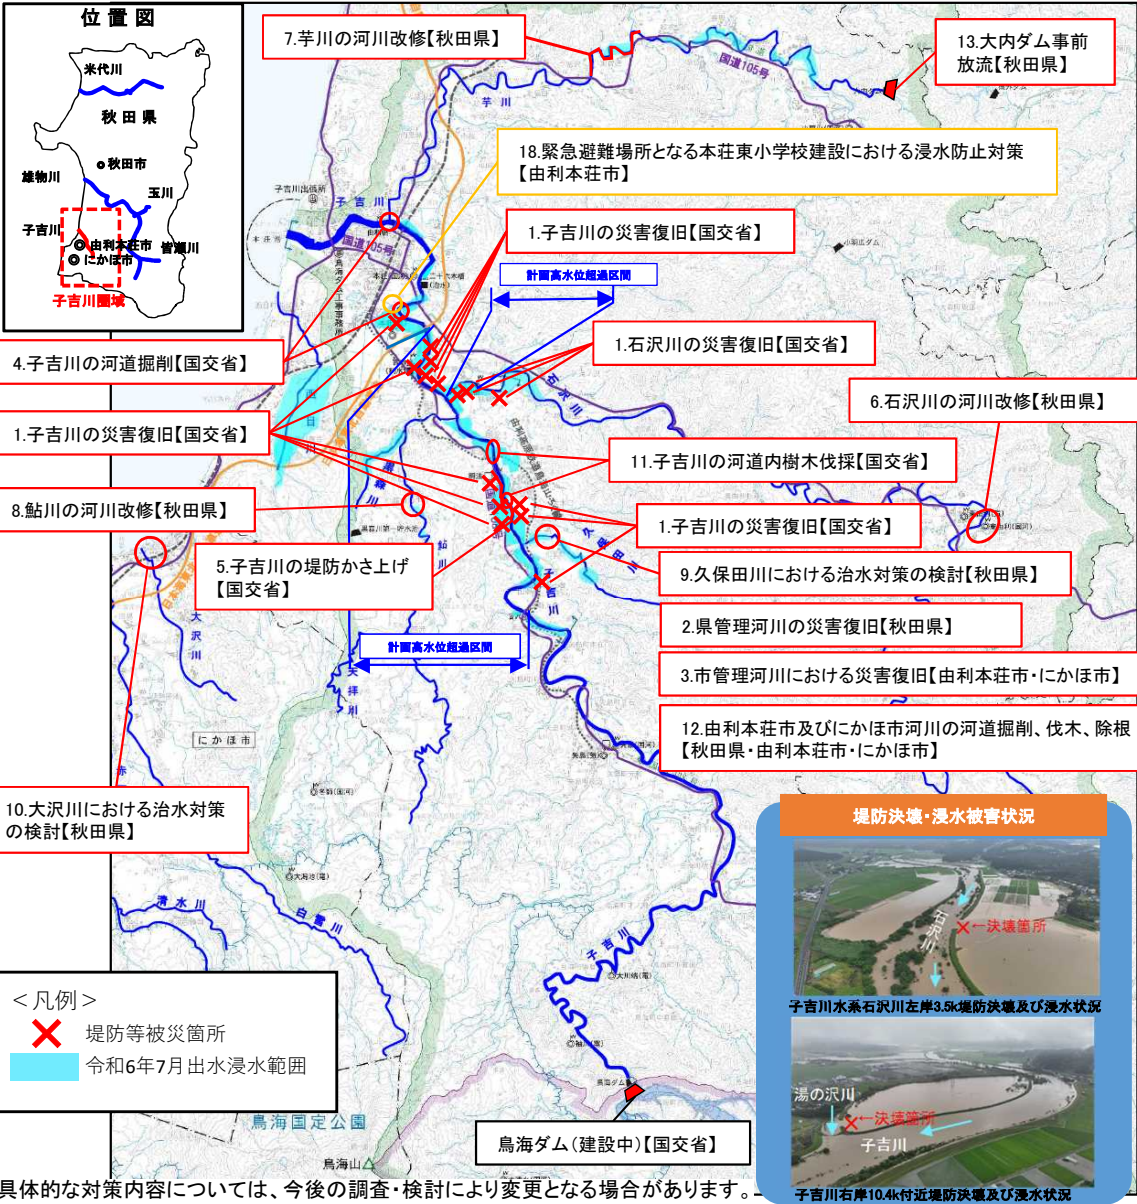 位置図
米代川
秋田県
秋田市
雄物川
玉川
子吉川
由利本荘市
皆瀬川
にかほ市
子吉川圏域
7.芋川の河川改修【秋田県】
13.大内ダム事前
放流【秋田県】
国道105号
芋川
18.緊急避難場所となる本荘東小学校建設における浸水防止対策
【由利本荘市】
子吉川出張所
子吉川
国道105号
1.子吉川の災害復旧【国交省】
計画高水位超過区間
小羽広ダム
4.子吉川の河道掘削【国交省】
1.石沢川の災害復旧【国交省】
石沢川
6.石沢川の河川改修【秋田県】
1.子吉川の災害復旧【国交省】
11.子吉川の河道内樹木伐採【国交省】
8.鮎川の河川改修【秋田県】
鮎川
1.子吉川の災害復旧【国交省】
久保田川
5.子吉川の堤防かさ上げ
【国交省】
9.久保田川における治水対策の検討【秋田県】
子吉川
大沢川
2.県管理河川の災害復旧【秋田県】
計画高水位超過区間
天拝川
3.市管理河川における災害復旧【由利本荘市・にかほ市】
にかほ市
12.由利本荘市及びにかほ市河川の河道掘削、伐木、除根
【秋田県・由利本荘市・にかほ市】
10.大沢川における治水対策
の検討【秋田県】
清水川
白雪川
子吉川
堤防決壊・浸水被害状況
石沢川
←決壊箇所
子吉川水系石沢川左岸3.5k堤防決壊及び浸水状況
湯の沢川
←決壊箇所
子吉川
子吉川右岸10.4k付近堤防決壊及び浸水状況
＜凡例＞
堤防等被災箇所
令和6年7月出水浸水範囲
鳥海国定公園
鳥海山
鳥海ダム(建設中)【国交省】
具体的な対策内容については、今後の調査・検討により変更となる場合があります。